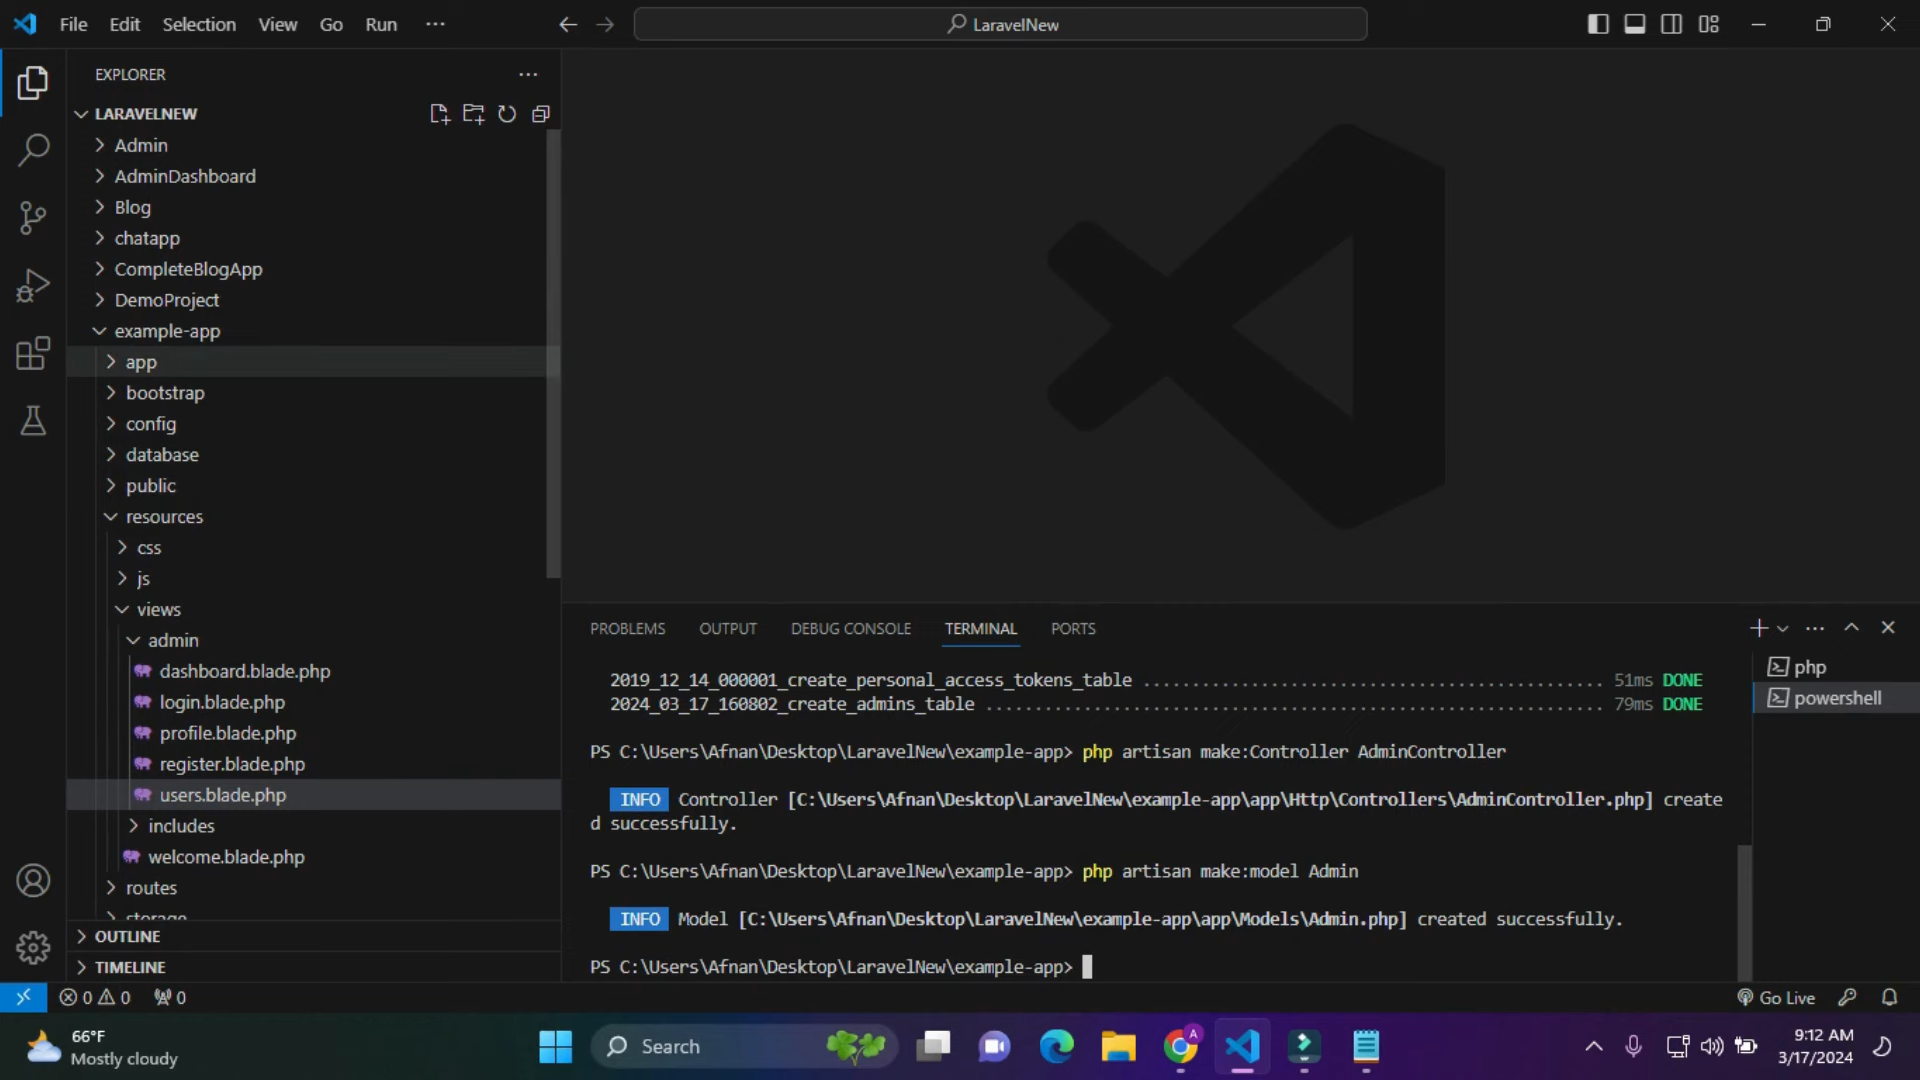 File Edit Selection View Go Run ···
LaravelNew
EXPLORER
LARAVELNEW
Admin
AdminDashboard
Blog
chatapp
CompleteBlogApp
DemoProject
example-app
app
bootstrap
config
database
public
resources
css
js
views
admin
dashboard.blade.php
login.blade.php
profile.blade.php
register.blade.php
users.blade.php
includes
welcome.blade.php
routes
storage
OUTLINE
TIMELINE
PROBLEMS OUTPUT DEBUG CONSOLE TERMINAL PORTS
php
powershell
2019_12_14_000001_create_personal_access_tokens_table ............................................... 51ms DONE
2024_03_17_160802_create_admins_table ............................................................... 79ms DONE
PS C:\Users\Afnan\Desktop\LaravelNew\example-app> php artisan make:Controller AdminController
INFO Controller [C:\Users\Afnan\Desktop\LaravelNew\example-app\app\Http\Controllers\AdminController.php] create
d successfully.
PS C:\Users\Afnan\Desktop\LaravelNew\example-app> php artisan make:model Admin
INFO Model [C:\Users\Afnan\Desktop\LaravelNew\example-app\app\Models\Admin.php] created successfully.
PS C:\Users\Afnan\Desktop\LaravelNew\example-app>
0 0 0
Go Live
66°F
Mostly cloudy
Search
A
9:12 AM
3/17/2024